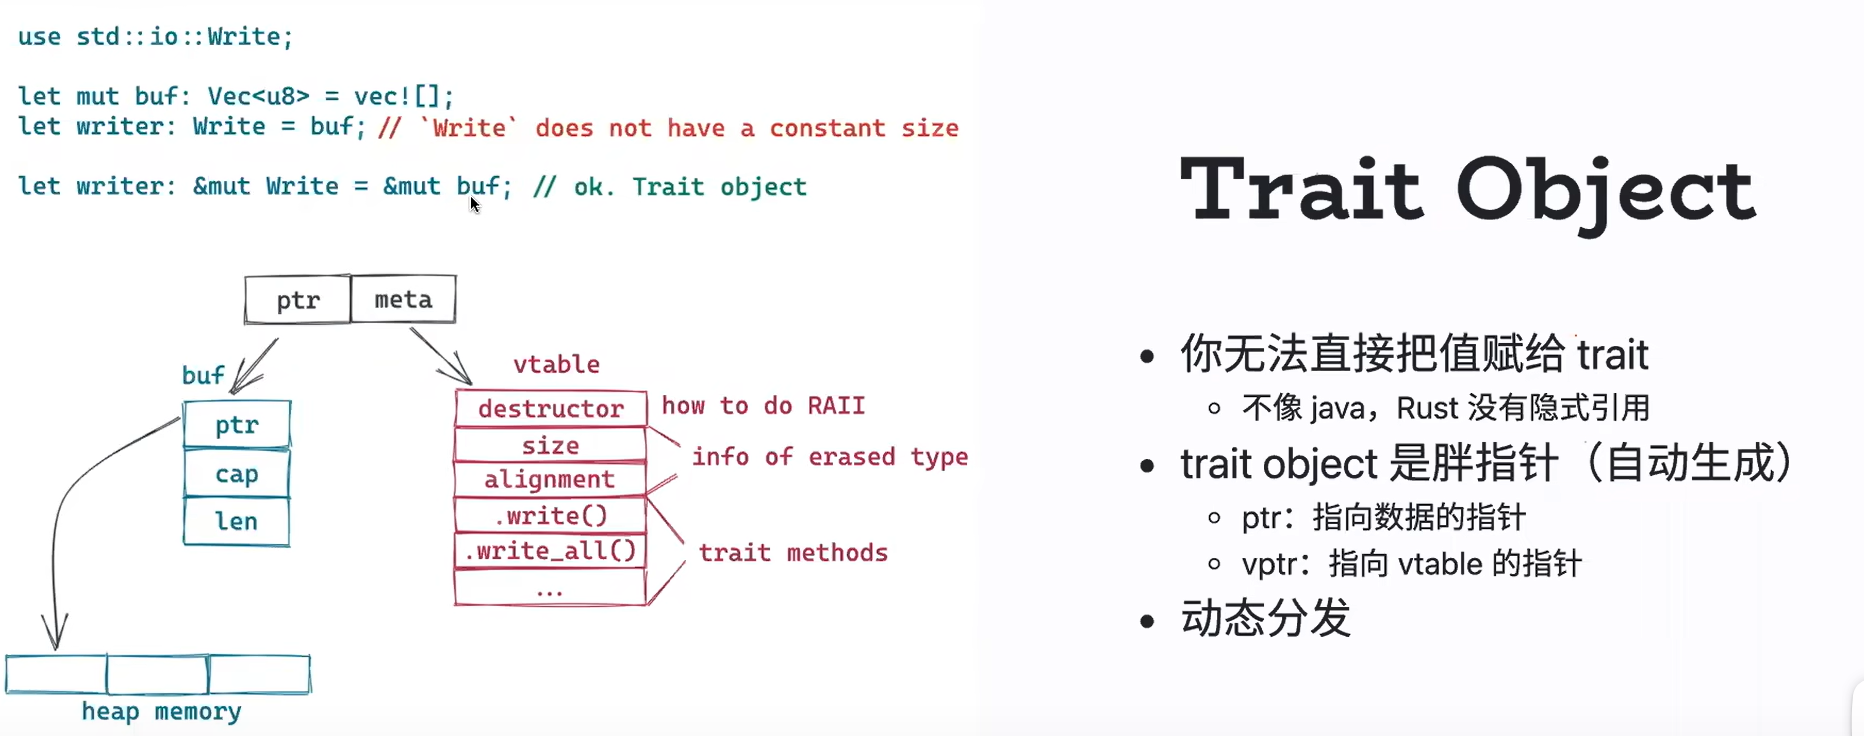 use std::io::Write;
let mut buf: Vec<u8> = vec![];
let writer: Write = buf; // `Write` does not have a constant size
let writer: &mut Write = &mut buf; // ok. Trait object
ptr
meta
buf
ptr
cap
len
heap memory
vtable
destructor
size
alignment
.write()
.write_all()
...
how to do RAII
info of erased type
trait methods
Trait Object
• 你无法直接把值赋给 trait
◦ 不像 java，Rust 没有隐式引用
• trait object 是胖指针（自动生成）
◦ ptr：指向数据的指针
◦ vptr：指向 vtable 的指针
• 动态分发